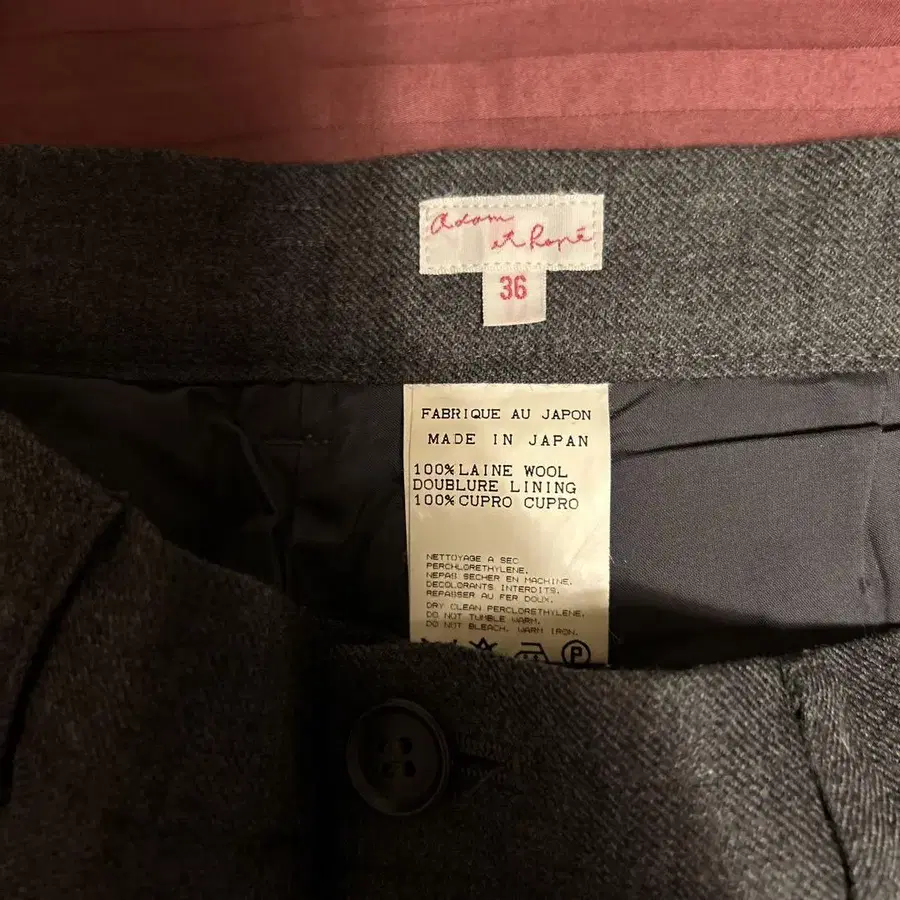 Adam
et Ropé
36
FABRIQUE AU JAPON
MADE IN JAPAN
100% LAINE WOOL
DOUBLURE LINING
100% CUPRO CUPRO
NETTOYAGE A SEC
PERCHLORETHYLENE.
NEPAS SECHER EN MACHINE.
DECOLORANTS INTERDITS.
REPASSER AU FER DOUX.
DRY CLEAN PERCLORETHYLENE.
DO NOT TUMBLE WARM.
DO NOT BLEACH. WARM IRON.
P